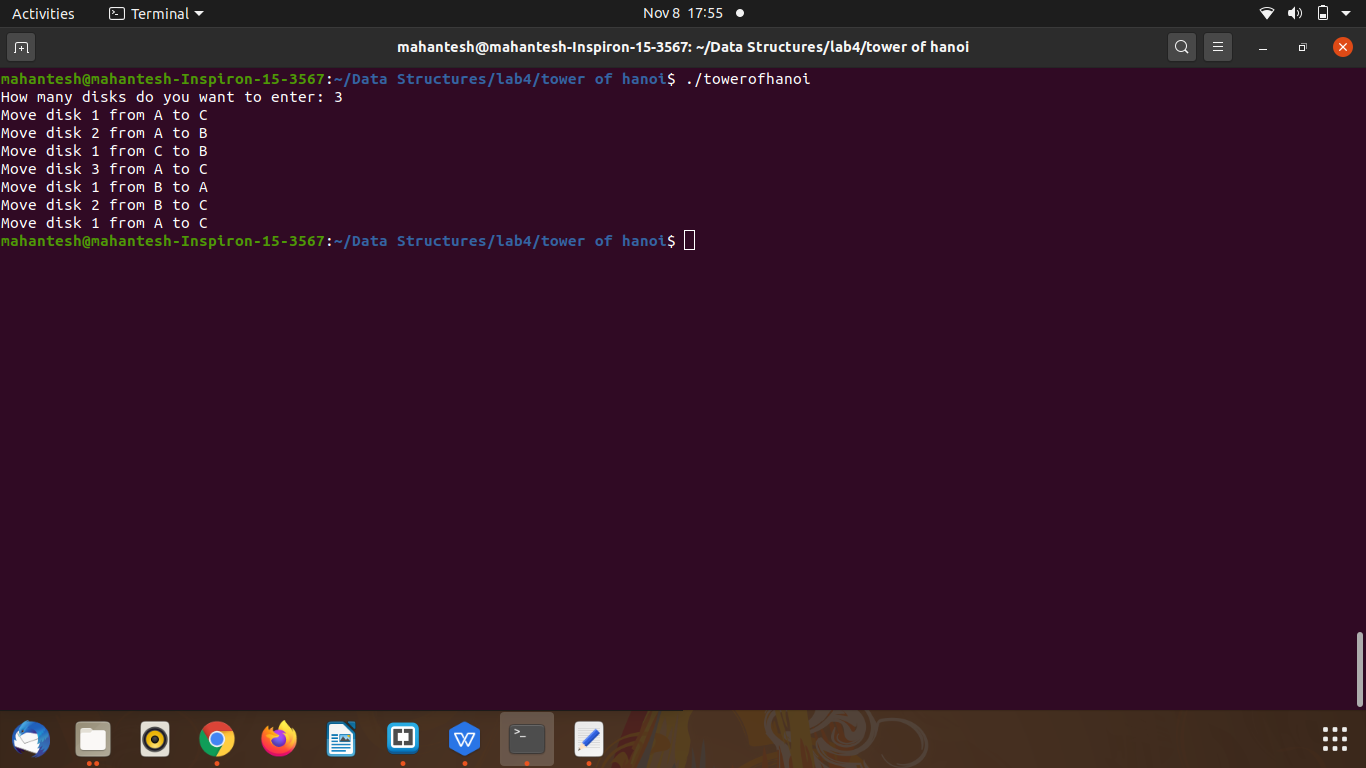 Activities
Terminal
Nov 8 17:55
mahantesh@mahantesh-Inspiron-15-3567: ~/Data Structures/lab4/tower of hanoi
mahantesh@mahantesh-Inspiron-15-3567:~/Data Structures/lab4/tower of hanoi$ ./towerofhanoi
How many disks do you want to enter: 3
Move disk 1 from A to C
Move disk 2 from A to B
Move disk 1 from C to B
Move disk 3 from A to C
Move disk 1 from B to A
Move disk 2 from B to C
Move disk 1 from A to C
mahantesh@mahantesh-Inspiron-15-3567:~/Data Structures/lab4/tower of hanoi$